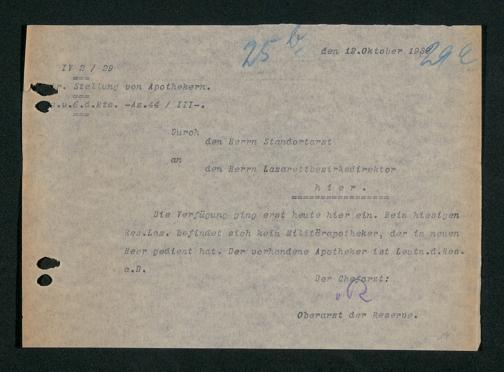 25 b. den 12.Oktober 1939
IV 2 / 29
Stellung von Apothekern.
-Az.44 / III-.
Durch
den Herrn Standortarzt
an
den Herrn Lazarettbezirksdirektor
h i e r .
Die Verfügung ging erst heute hier ein. Beim hiesigen
Res.Laz. befindet sich kein Militärapotheker, der im neuen
Heer gedient hat. Der vorhandene Apotheker ist Leutn.d.Res.
a.D.
Der Chefarzt:
Oberarzt der Reserve.